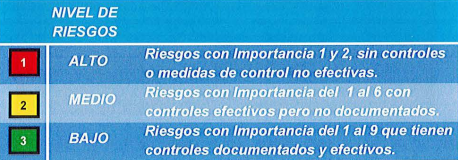 NIVEL DE
RIESGOS
1 ALTO Riesgos con Importancia 1 y 2, sin controles
o medidas de control no efectivas.
2 MEDIO Riesgos con Importancia del 1 al 6 con
controles efectivos pero no documentados.
3 BAJO Riesgos con Importancia del 1 al 9 que tienen
controles documentados y efectivos.